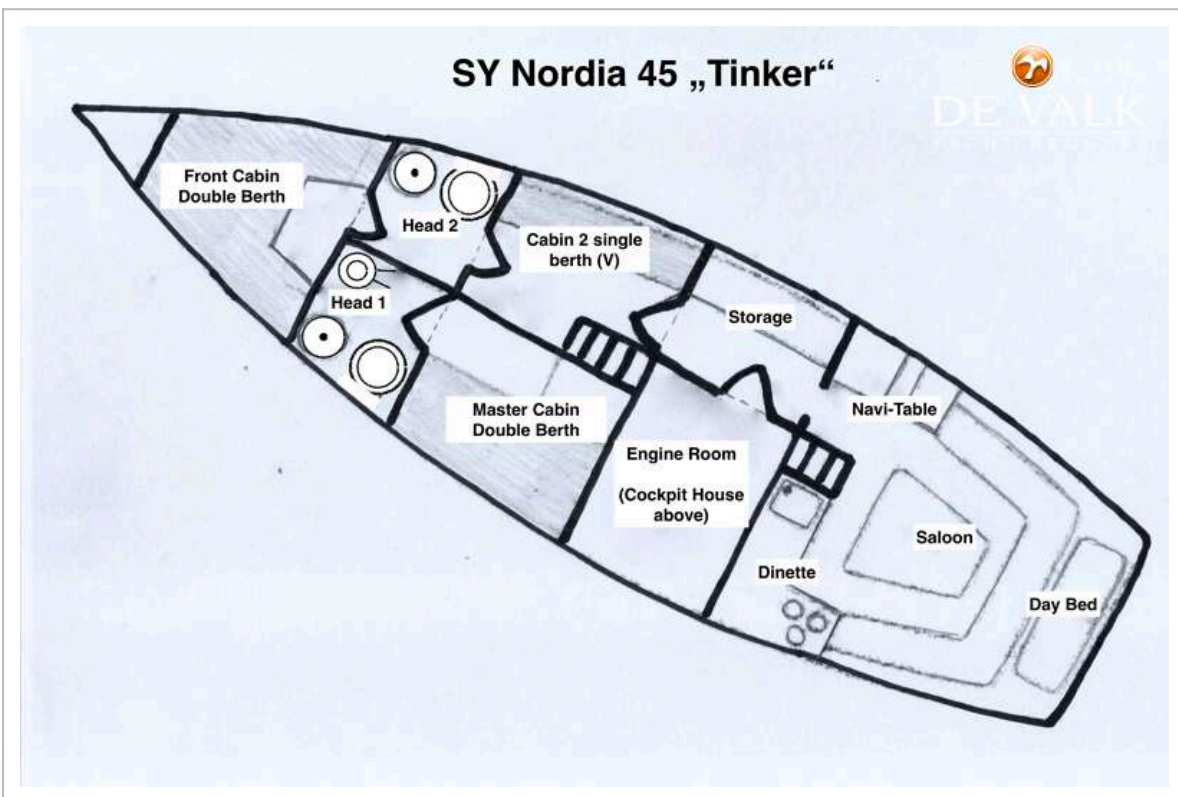 SY Nordia 45 „Tinker“
DE VALK
Front Cabin
Double Berth
Head 2
Cabin 2 single
berth (V)
Head 1
Storage
Navi-Table
Master Cabin
Double Berth
Engine Room
(Cockpit House
above)
Saloon
Dinette
Day Bed